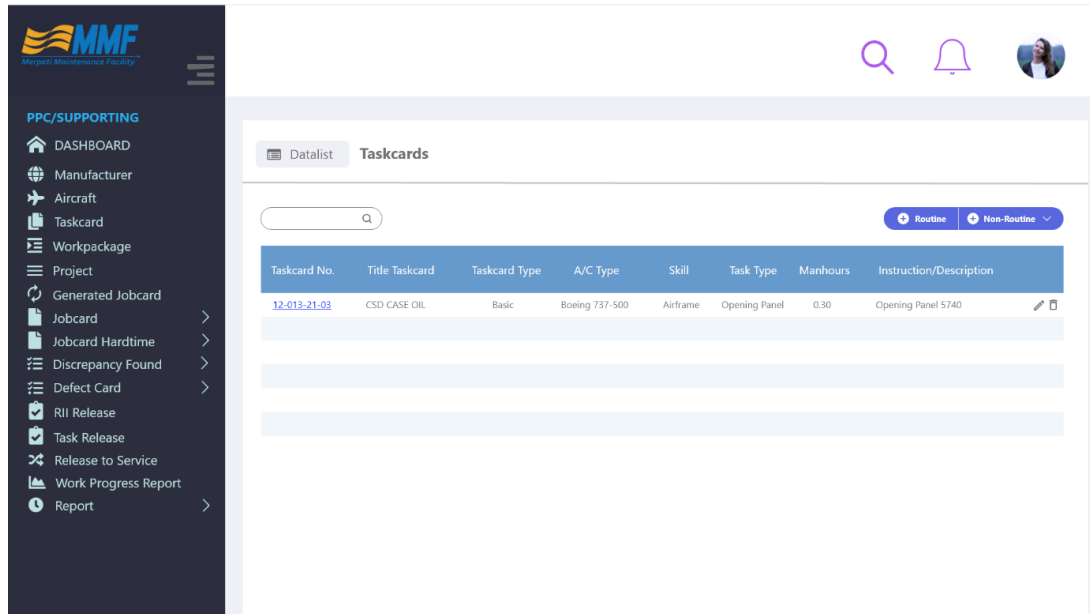 MMF
Merpati Maintenance Facility
PPC/SUPPORTING
DASHBOARD
Manufacturer
Aircraft
Taskcard
Workpackage
Project
Generated Jobcard
Jobcard
Jobcard Hardtime
Discrepancy Found
Defect Card
RII Release
Task Release
Release to Service
Work Progress Report
Report
Datalist Taskcards
Routine Non-Routine
Taskcard No. Title Taskcard Taskcard Type A/C Type Skill Task Type Manhours Instruction/Description
12-013-21-03 CSD CASE OIL Basic Boeing 737-500 Airframe Opening Panel 0.30 Opening Panel 5740